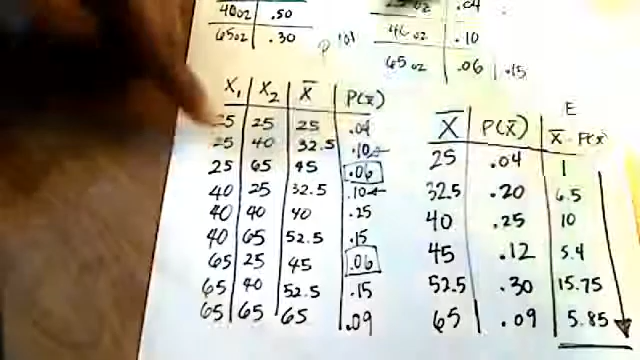 40oz .50
65oz .30
.04
40oz .10
65oz .06 .15
X₁ X₂ X̄ P(x̄)
25 25 25 .04
25 40 32.5 .10
25 65 45 .06
40 25 32.5 .10
40 40 40 .25
40 65 52.5 .15
65 25 45 .06
65 40 52.5 .15
65 65 65 .09
E
X̄ P(x̄) X̄·P(x̄)
25 .04 1
32.5 .20 6.5
40 .25 10
45 .12 5.4
52.5 .30 15.75
65 .09 5.85